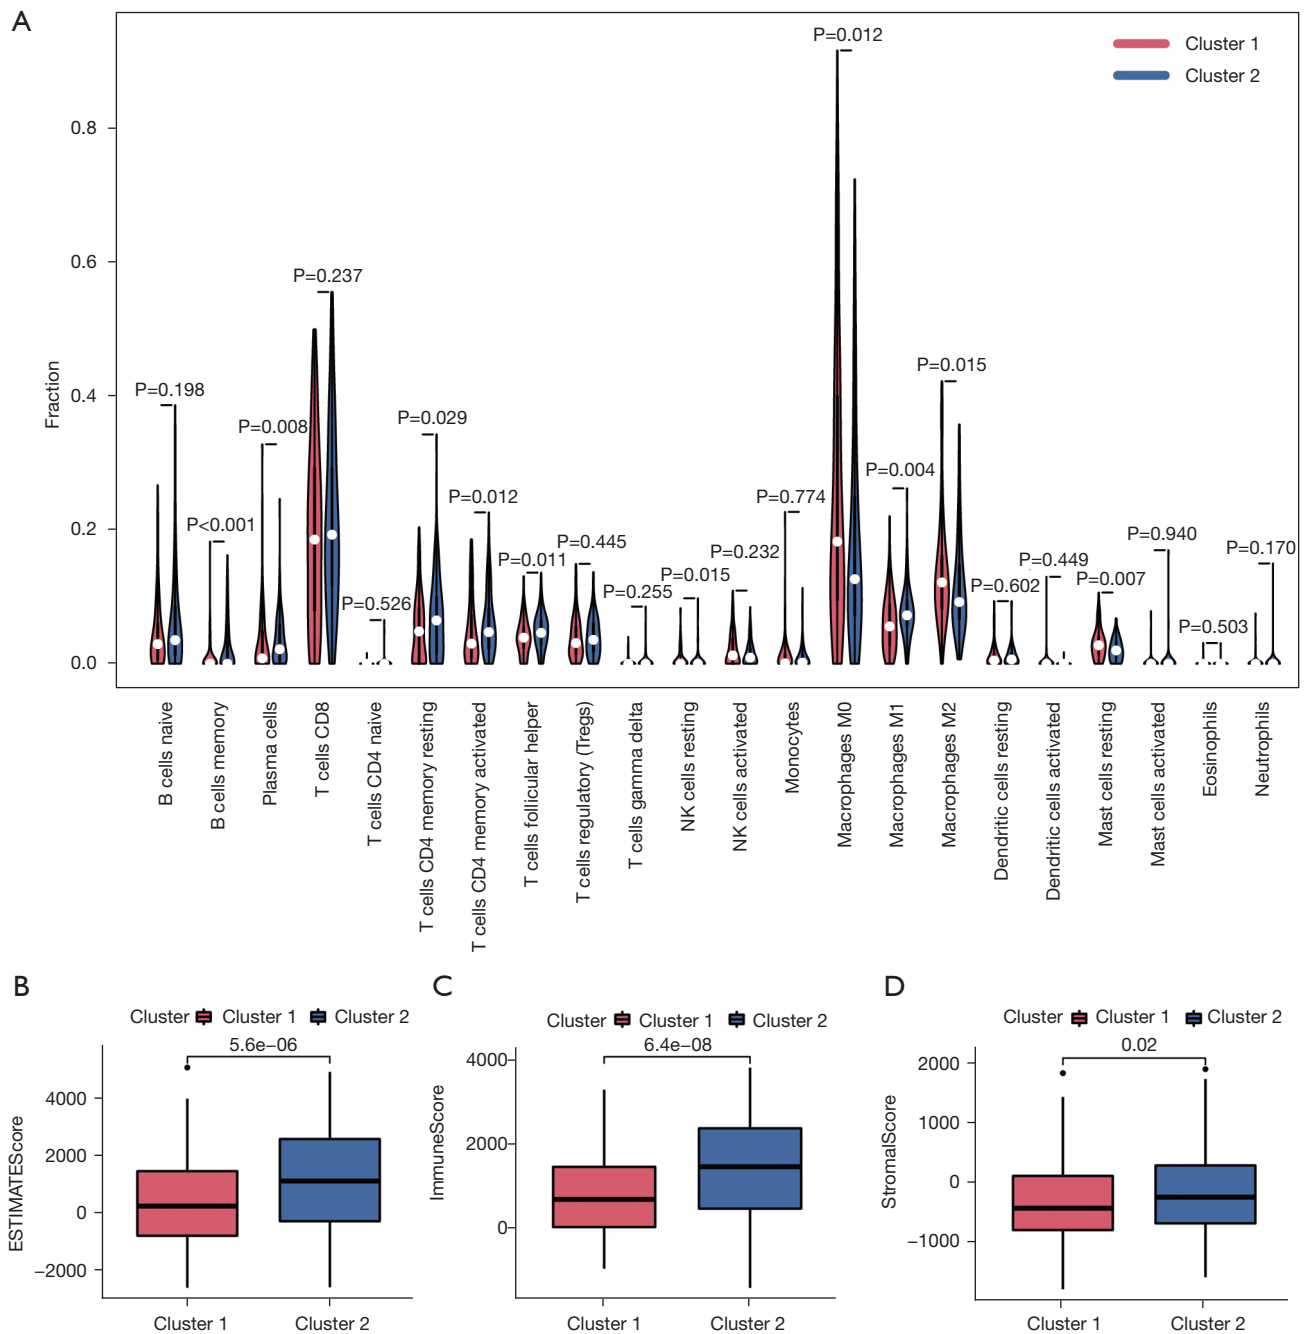 A
Cluster 1
Cluster 2
Fraction
0.8
0.6
0.4
0.2
0.0
P=0.198
P<0.001
P=0.008
P=0.237
P=0.526
P=0.029
P=0.012
P=0.011
P=0.445
P=0.255
P=0.015
P=0.232
P=0.774
P=0.012
P=0.004
P=0.015
P=0.602
P=0.449
P=0.007
P=0.940
P=0.503
P=0.170
B cells naive
B cells memory
Plasma cells
T cells CD8
T cells CD4 naive
T cells CD4 memory resting
T cells CD4 memory activated
T cells follicular helper
T cells regulatory (Tregs)
T cells gamma delta
NK cells resting
NK cells activated
Monocytes
Macrophages M0
Macrophages M1
Macrophages M2
Dendritic cells resting
Dendritic cells activated
Mast cells resting
Mast cells activated
Eosinophils
Neutrophils
B
Cluster Cluster 1 Cluster 2
5.6e−06
ESTIMATEScore
4000
2000
0
−2000
Cluster 1
Cluster 2
C
Cluster Cluster 1 Cluster 2
6.4e−08
ImmuneScore
4000
2000
0
Cluster 1
Cluster 2
D
Cluster Cluster 1 Cluster 2
0.02
StromalScore
2000
1000
0
−1000
Cluster 1
Cluster 2